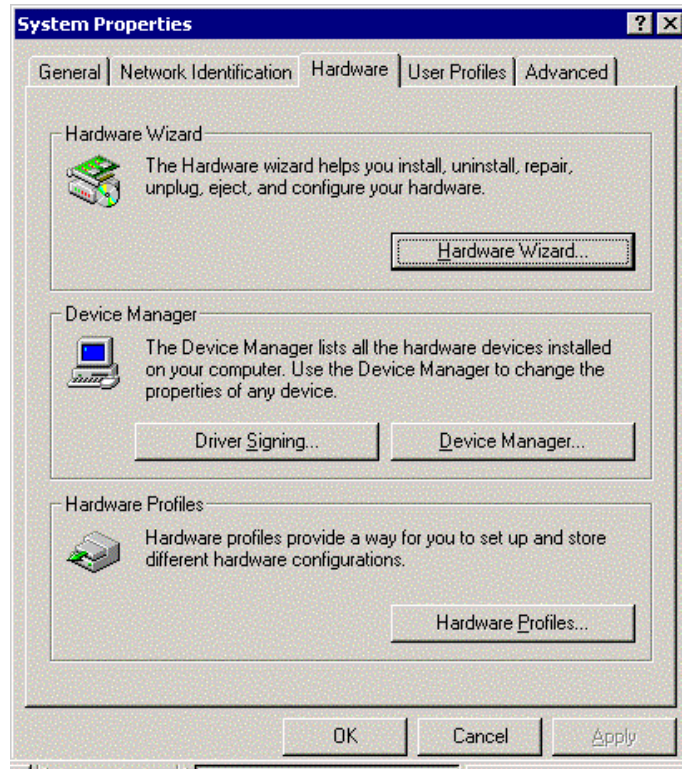 System Properties
General Network Identification Hardware User Profiles Advanced
Hardware Wizard
The Hardware wizard helps you install, uninstall, repair,
unplug, eject, and configure your hardware.
Hardware Wizard...
Device Manager
The Device Manager lists all the hardware devices installed
on your computer. Use the Device Manager to change the
properties of any device.
Driver Signing... Device Manager...
Hardware Profiles
Hardware profiles provide a way for you to set up and store
different hardware configurations.
Hardware Profiles...
OK Cancel Apply